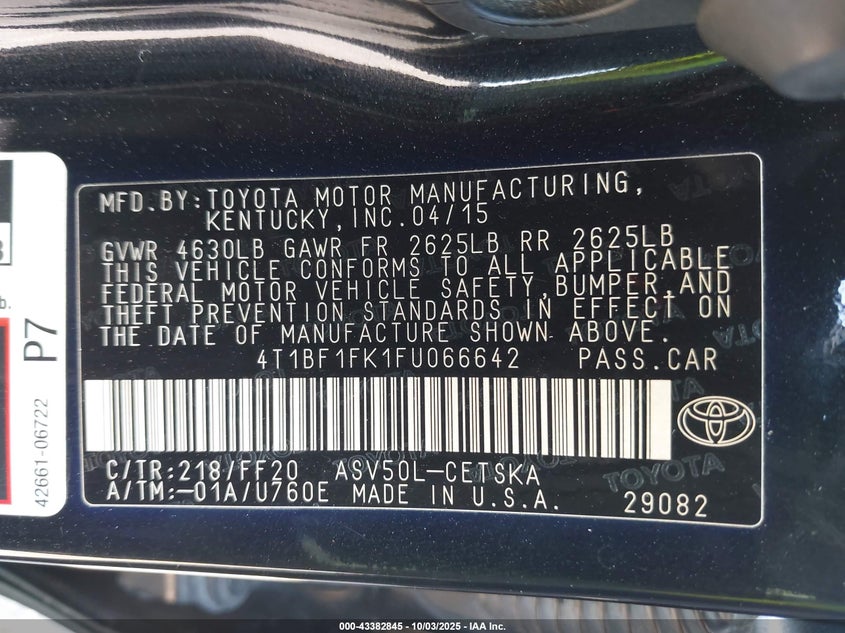 MFD.BY:TOYOTA MOTOR MANUFACTURING,
KENTUCKY,INC.04/15
GVWR 4630LB GAWR FR 2625LB RR 2625LB
THIS VEHICLE CONFORMS TO ALL APPLICABLE
FEDERAL MOTOR VEHICLE SAFETY,BUMPER,AND
THEFT PREVENTION STANDARDS IN EFFECT ON
THE DATE OF MANUFACTURE SHOWN ABOVE.
4T1BF1FK1FU066642 PASS.CAR
C/TR:218/FF20 ASV50L-CETSKA
A/TM:-01A/U760E MADE IN U.S.A.
29082
TOYOTA
P7
42661-06722
000-43382845 - 10/03/2025 - IAA Inc.